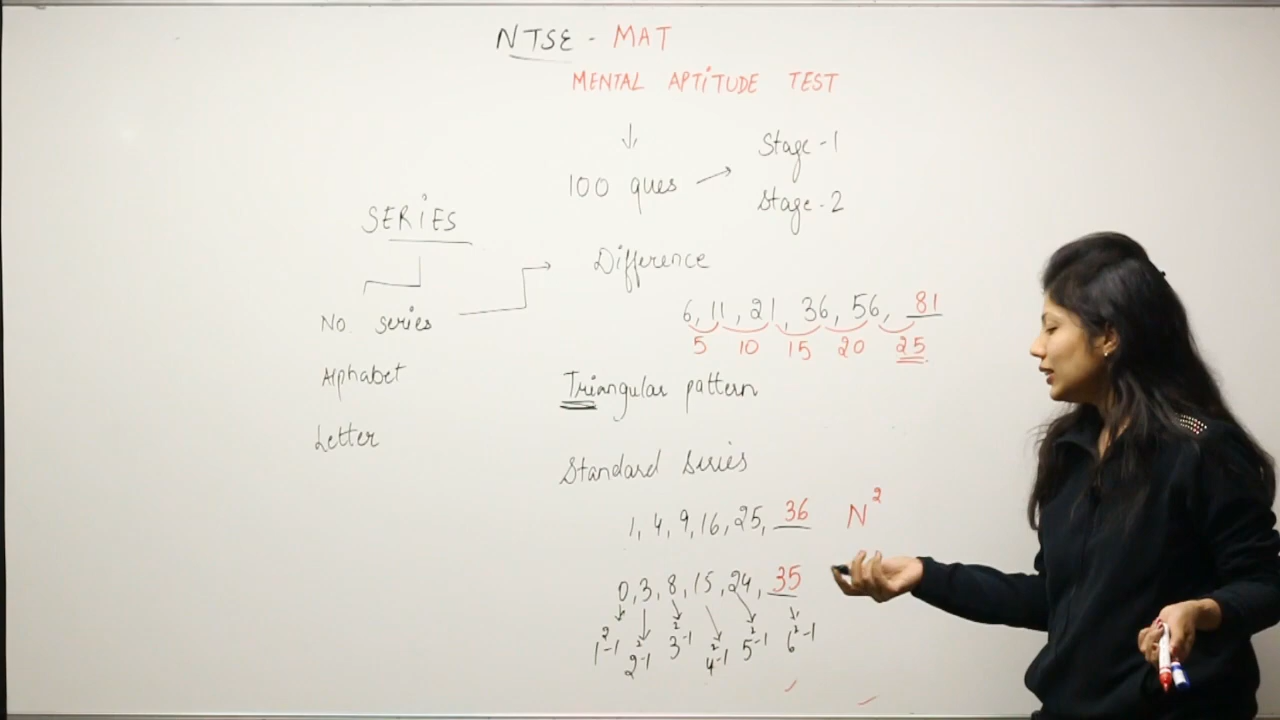 NTSE - MAT
MENTAL APTITUDE TEST
100 ques
Stage - 1
Stage - 2
SERIES
No. series
Alphabet
Letter
Difference
6, 11, 21, 36, 56, 81
5 10 15 20 25
Triangular pattern
Standard Series
1, 4, 9, 16, 25, 36 N²
0, 3, 8, 15, 24, 35
1²-1 2²-1 3²-1 4²-1 5²-1 6²-1